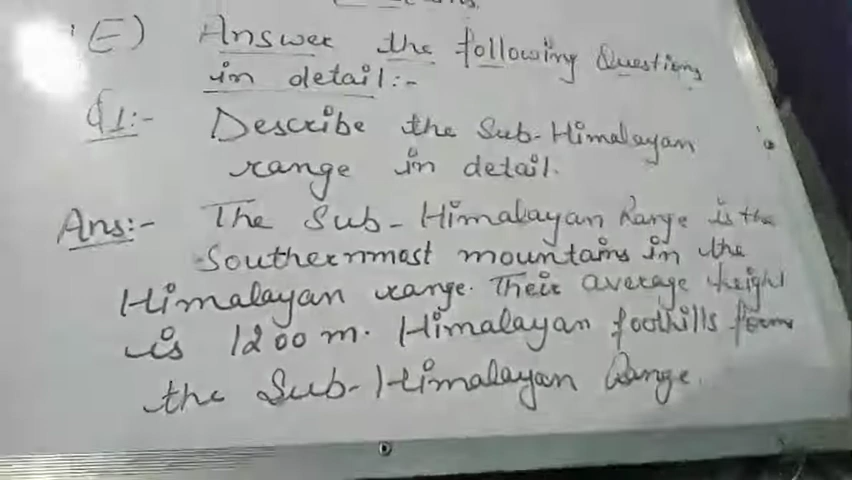 (E) Answer the following Questions
in detail:-
Q1:- Describe the Sub-Himalayan
range in detail.
Ans:- The Sub-Himalayan Range is the
Southernmost mountains in the
Himalayan range. Their average height
is 1200 m. Himalayan foothills form
the Sub-Himalayan Range.